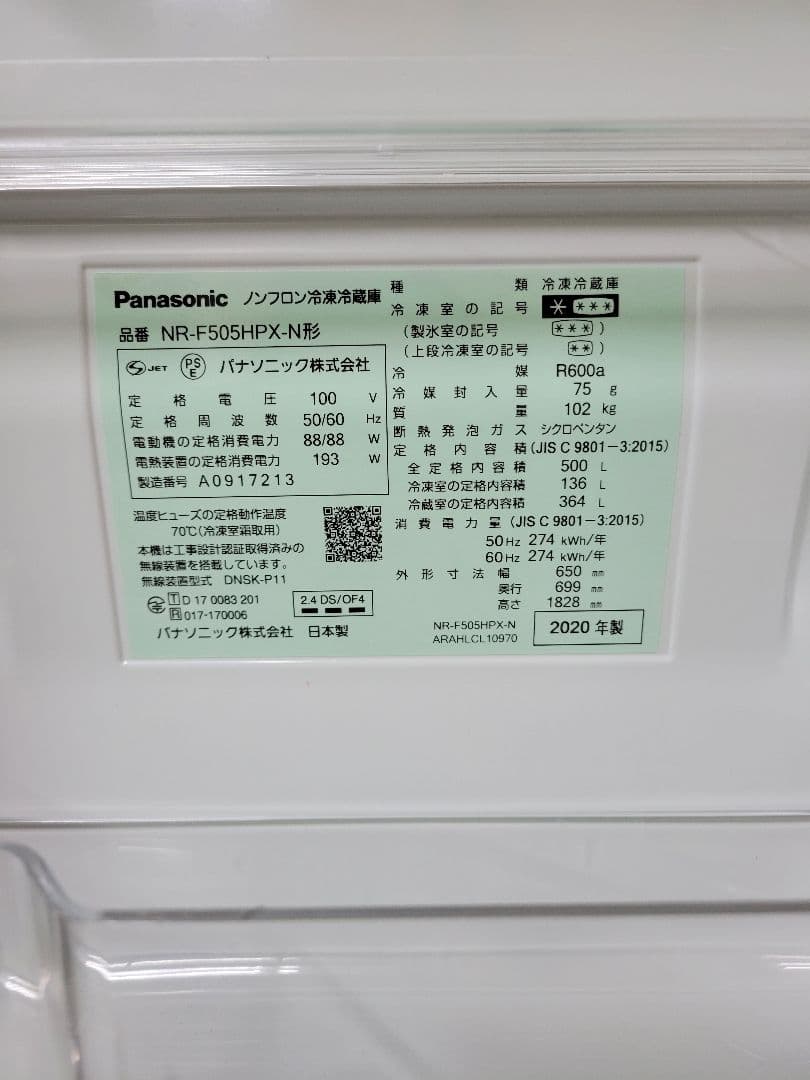 Panasonic ノンフロン冷凍冷蔵庫
品番 NR-F505HPX-N形
JET PS E パナソニック株式会社
定格電圧 100 V
定格周波数 50/60 Hz
電動機の定格消費電力 88/88 W
電熱装置の定格消費電力 193 W
製造番号 A0917213
温度ヒューズの定格動作温度
70℃(冷凍室霜取用)
本機は工事設計認証取得済みの
無線装置を搭載しています。
無線装置型式 DNSK-P11
T D 17 0083 201
R 017-170006
2.4 DS/OF4
パナソニック株式会社 日本製
種類 冷凍冷蔵庫
冷凍室の記号 * ***
(製氷室の記号 *** )
(上段冷凍室の記号 ** )
冷媒 R600a
冷媒封入量 75 g
質量 102 kg
断熱発泡ガス シクロペンタン
定格内容積(JIS C 9801-3:2015)
全定格内容積 500 L
冷凍室の定格内容積 136 L
冷蔵室の定格内容積 364 L
消費電力量(JIS C 9801-3:2015)
50Hz 274 kWh/年
60Hz 274 kWh/年
外形寸法 幅 650 mm
奥行 699 mm
高さ 1828 mm
NR-F505HPX-N
ARAHLCL10970
2020年製